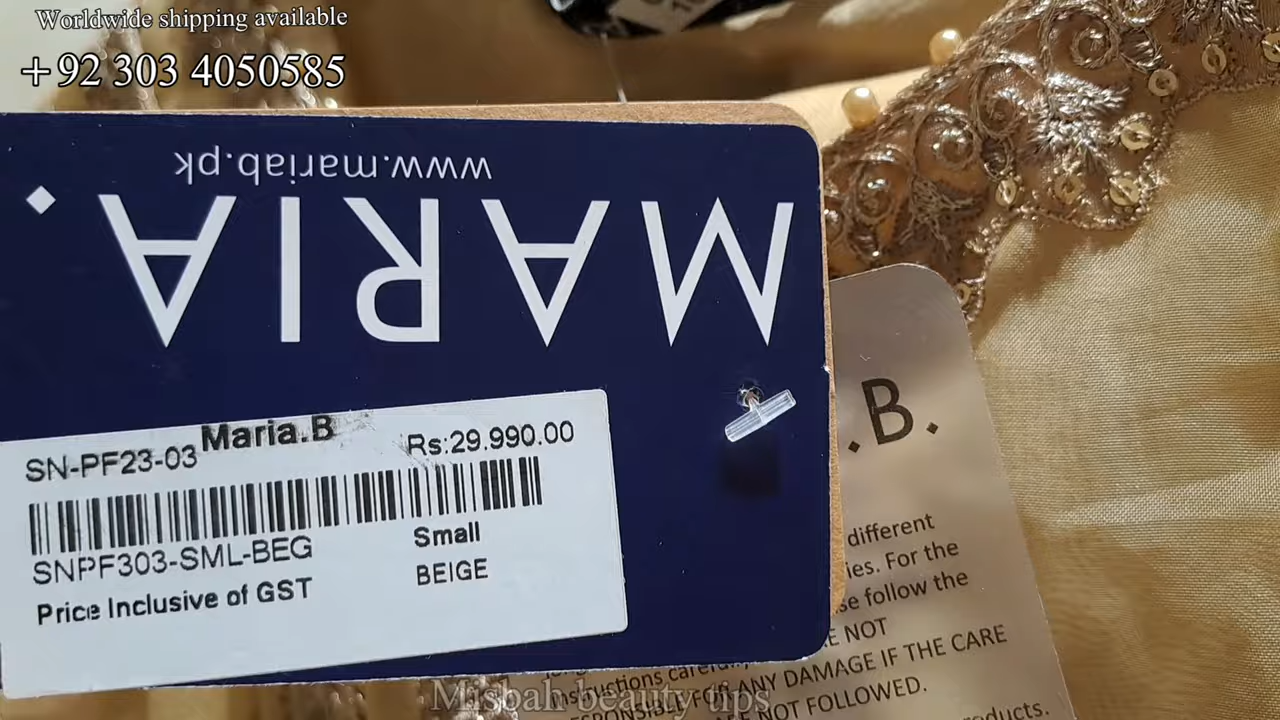 Worldwide shipping available
+92 303 4050585
www.mariab.pk
MARIA.
SN-PF23-03 Maria.B Rs:29.990.00
SNPF303-SML-BEG
Small
BEIGE
Price Inclusive of GST
.B.
different
ies. For the
se follow the
NOT
ANY DAMAGE IF THE CARE
NOT FOLLOWED.
Misbah beauty tips